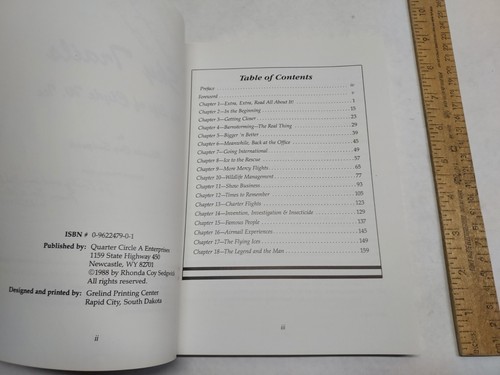 Trails
ISBN # 0-9622479-0-1
Published by: Quarter Circle A Enterprises
1159 State Highway 450
Newcastle, WY 82701
©1988 by Rhonda Coy Sedgwick
All rights reserved.
Designed and printed by: Grelind Printing Center
Rapid City, South Dakota
ii
Table of Contents
Preface iv
Foreword v
Chapter 1—Extra, Extra, Read All About It! 1
Chapter 2—In the Beginning 15
Chapter 3—Getting Closer 23
Chapter 4—Barnstorming—The Real Thing 29
Chapter 5—Bigger 'n Better 39
Chapter 6—Meanwhile, Back at the Office 43
Chapter 7—Going International 49
Chapter 8—Ice to the Rescue 57
Chapter 9—More Mercy Flights 65
Chapter 10—Wildlife Management 77
Chapter 11—Show Business 93
Chapter 12—Times to Remember 109
Chapter 13—Charter Flights 123
Chapter 14—Invention, Investigation & Insecticide 129
Chapter 15—Famous People 137
Chapter 16—Airmail Experiences 145
Chapter 17—The Flying Ices 149
Chapter 18—The Legend and the Man 159
iii